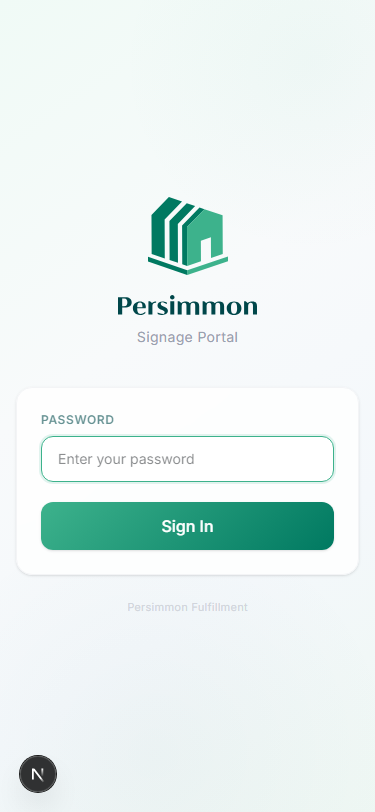 Persimmon
Signage Portal
PASSWORD
Enter your password
Sign In
Persimmon Fulfillment
N